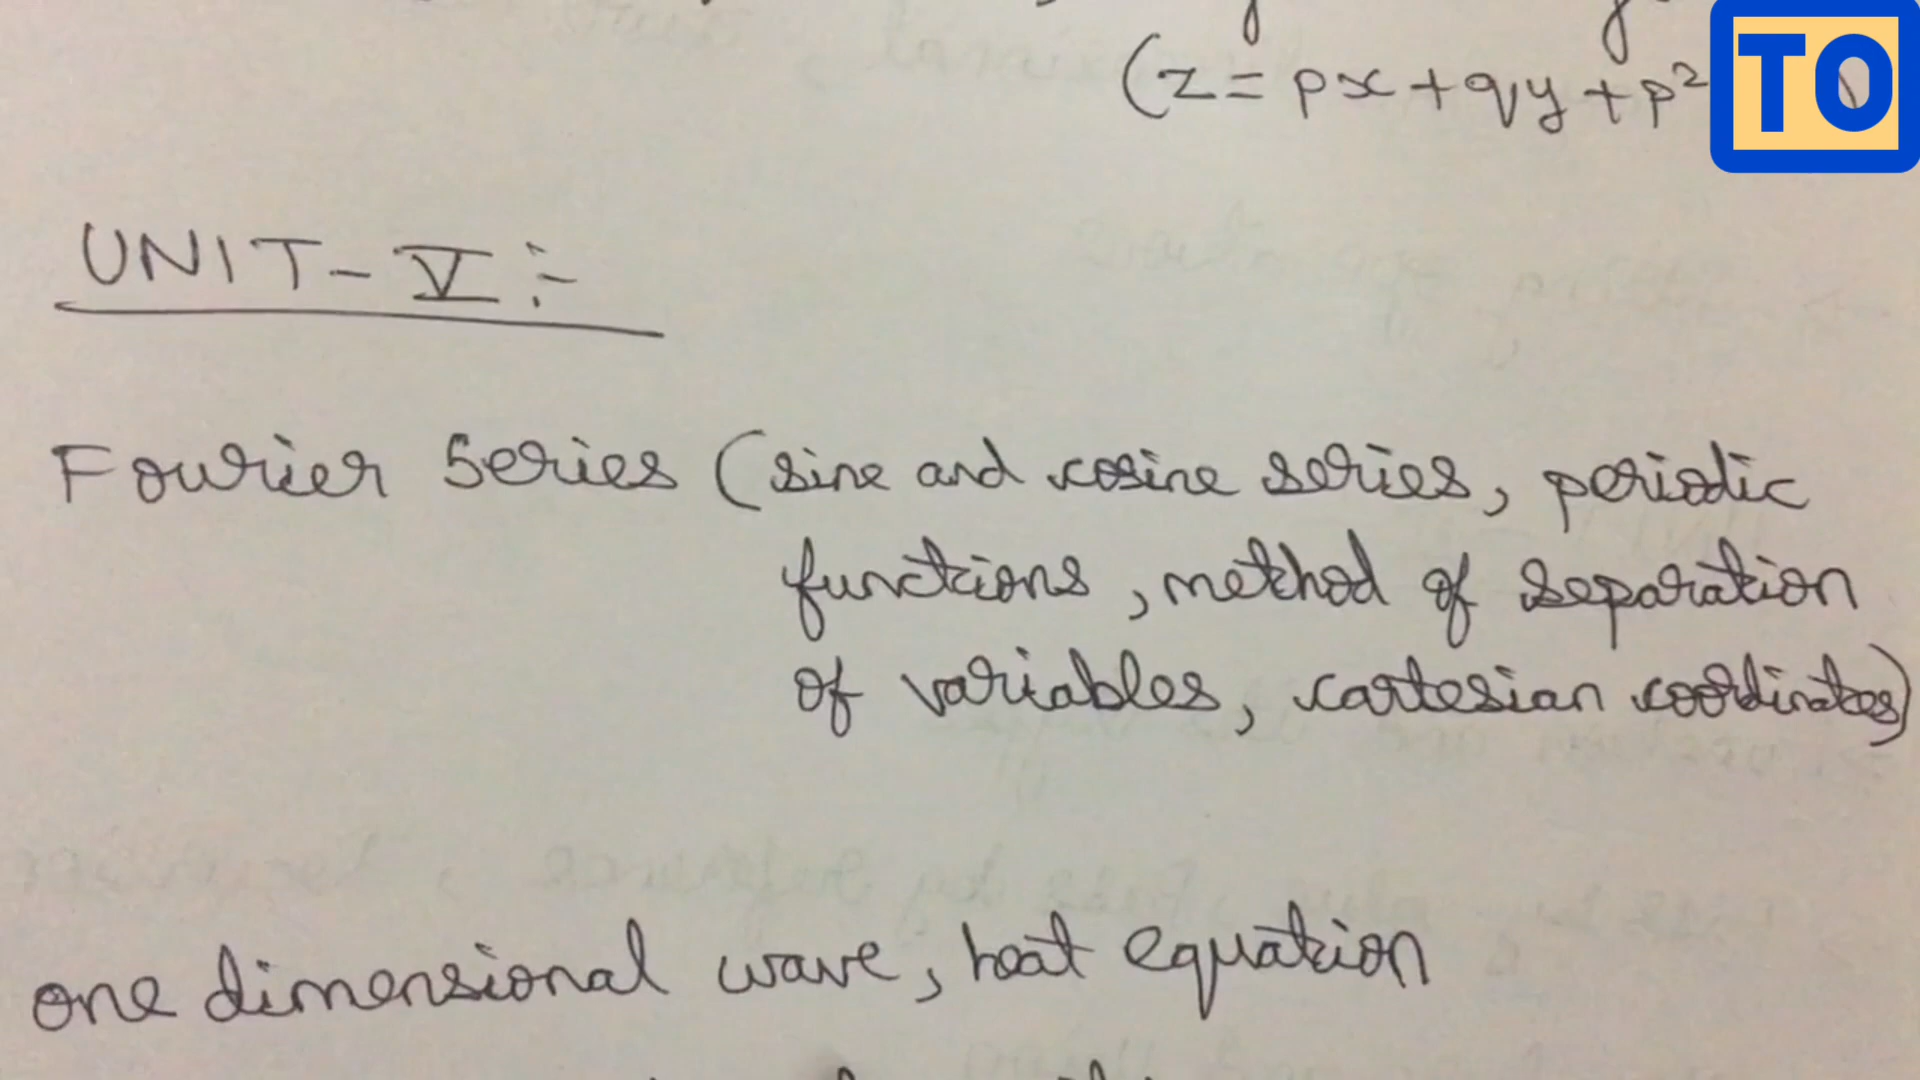 (z = px + qy + p²
TO
UNIT - V :-
Fourier Series (sine and cosine series, periodic
functions, method of separation
of variables, cartesian coordinates)
one dimensional wave, heat equation